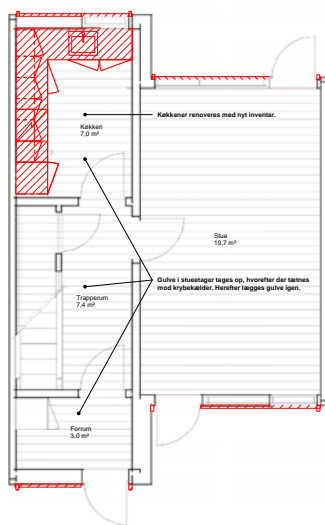 Køkkener renoveres med nyt inventar.
Køkken
7,0 m²
Stue
19,7 m²
Gulve i stueetager tages op, hvorefter der tætnes
mod krybekælder. Herefter lægges gulve igen.
Trapperum
7,4 m²
Forrum
3,0 m²